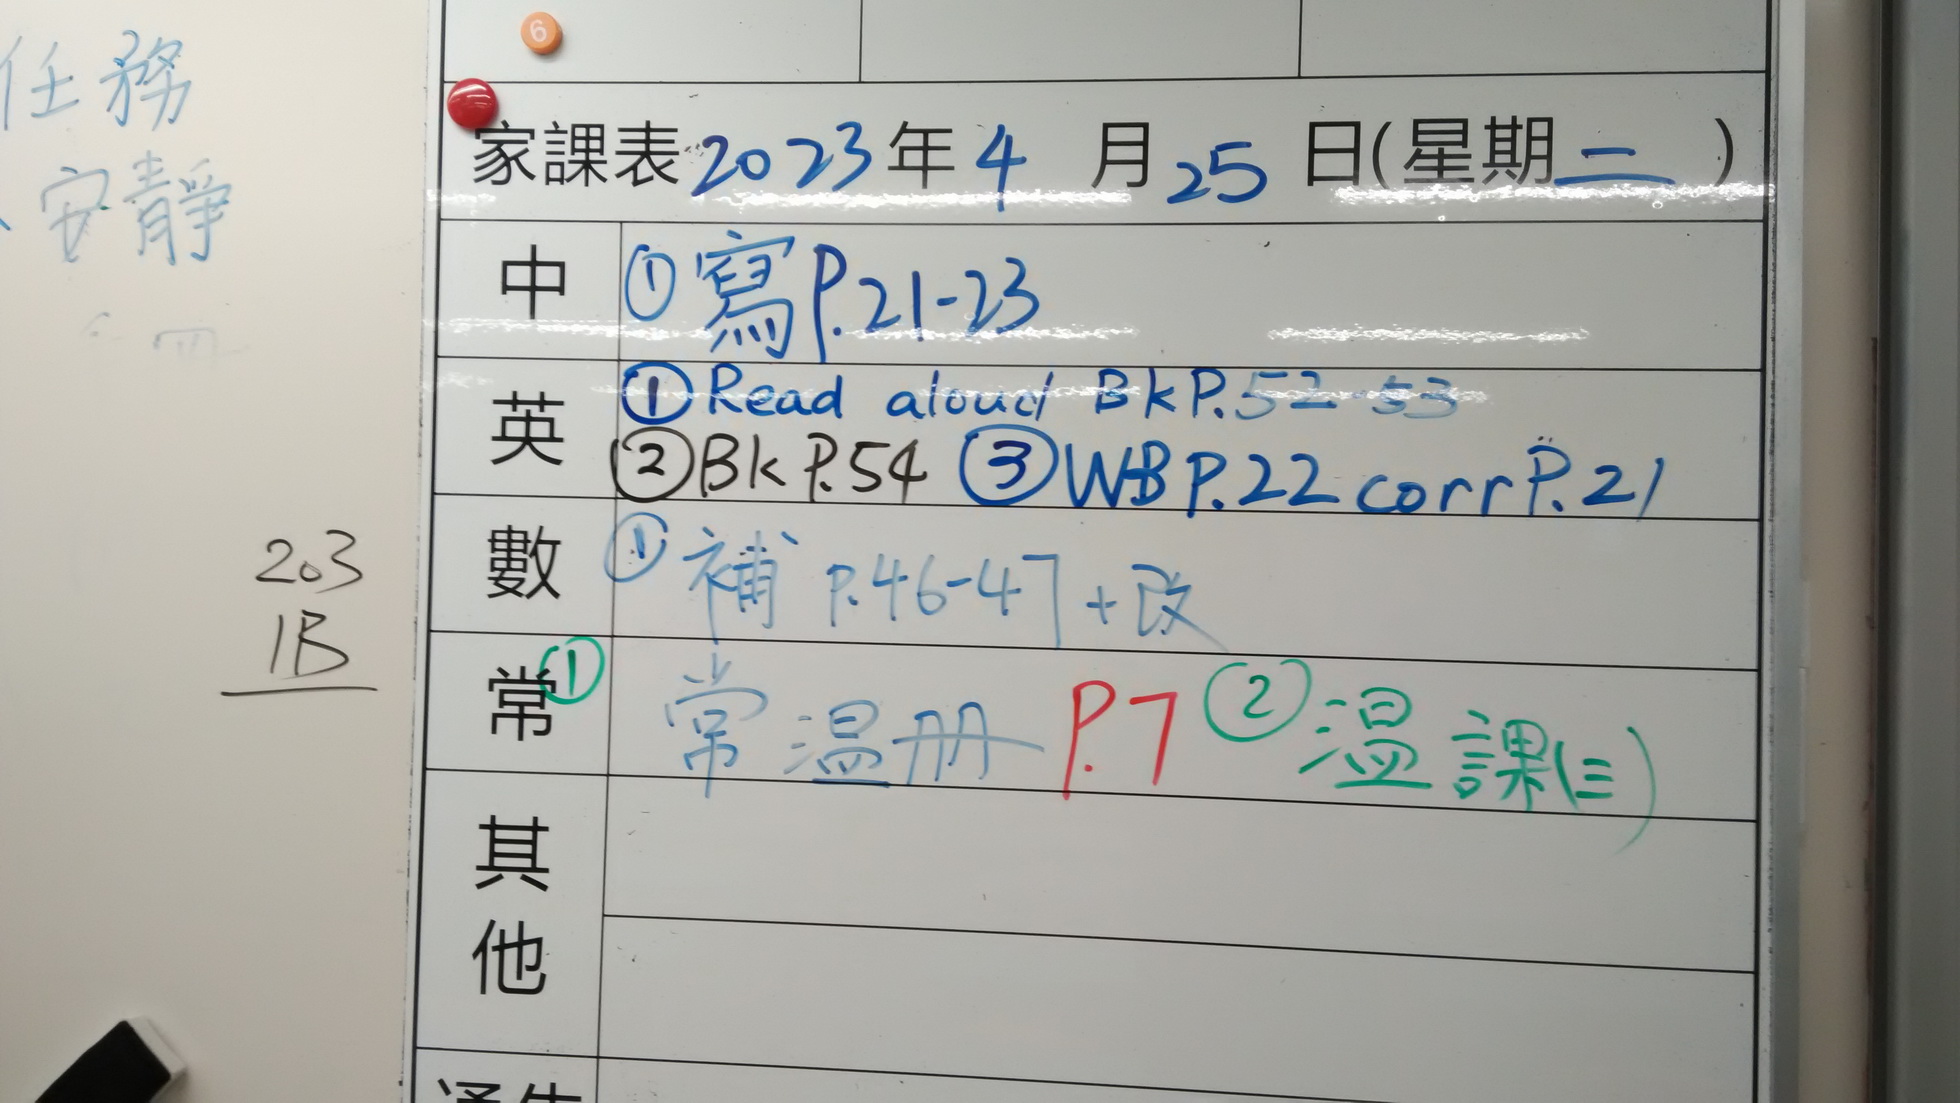 6
任務
安靜
家課表 2023年4月25日(星期二)
中 ①寫P.21-23
英 ①Read aloud BkP.52-53
②BkP.54 ③WBP.22 corrP.21
數 ①補 P.46-47+改
常 ①常温册 P.7 ②温課(三)
203
1B
其他